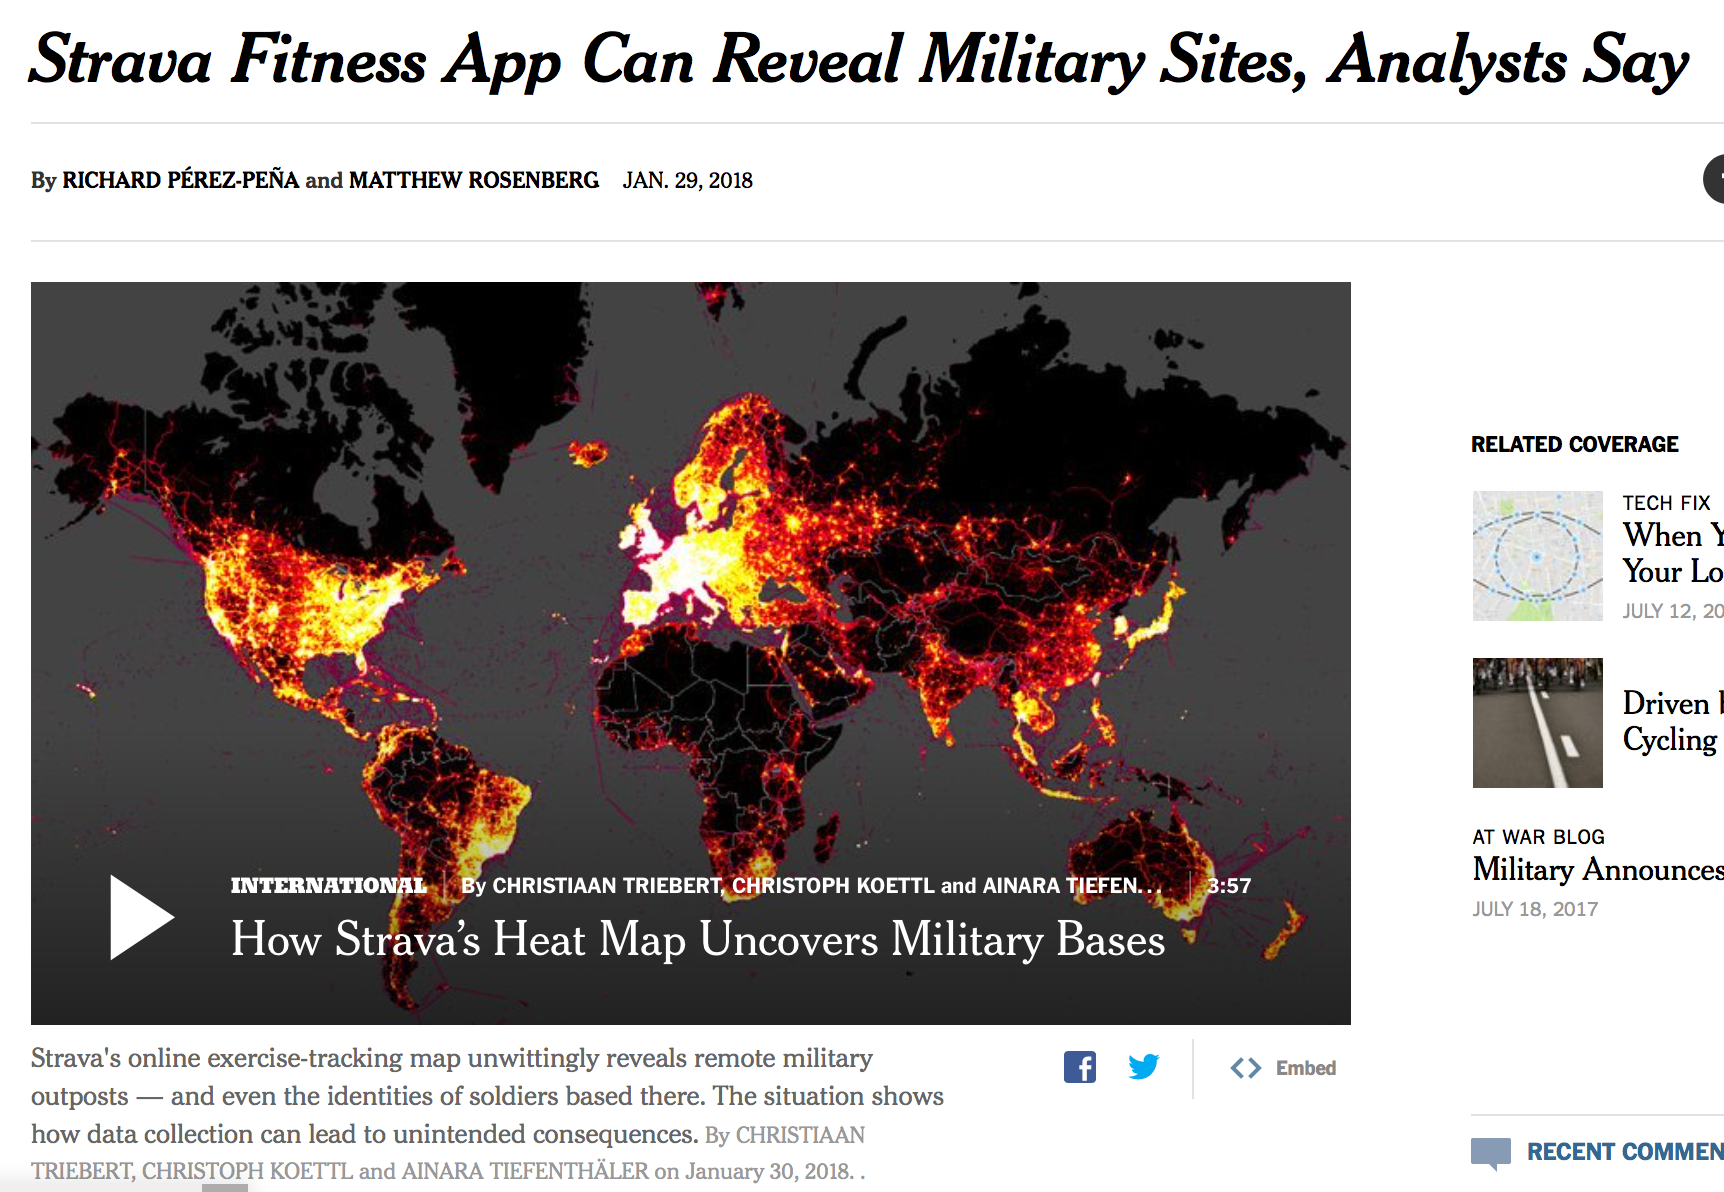 Strava Fitness App Can Reveal Military Sites, Analysts Say
By RICHARD PÉREZ-PEÑA and MATTHEW ROSENBERG JAN. 29, 2018
INTERNATIONAL By CHRISTIAAN TRIEBERT, CHRISTOPH KOETTL and AINARA TIEFEN... 3:57
How Strava's Heat Map Uncovers Military Bases
Strava's online exercise-tracking map unwittingly reveals remote military
outposts — and even the identities of soldiers based there. The situation shows
how data collection can lead to unintended consequences. By CHRISTIAAN
TRIEBERT, CHRISTOPH KOETTL and AINARA TIEFENTHÄLER on January 30, 2018. .
Embed
RELATED COVERAGE
TECH FIX
When Y
Your Lo
JULY 12, 20
Driven
Cycling
AT WAR BLOG
Military Announces
JULY 18, 2017
RECENT COMMEN